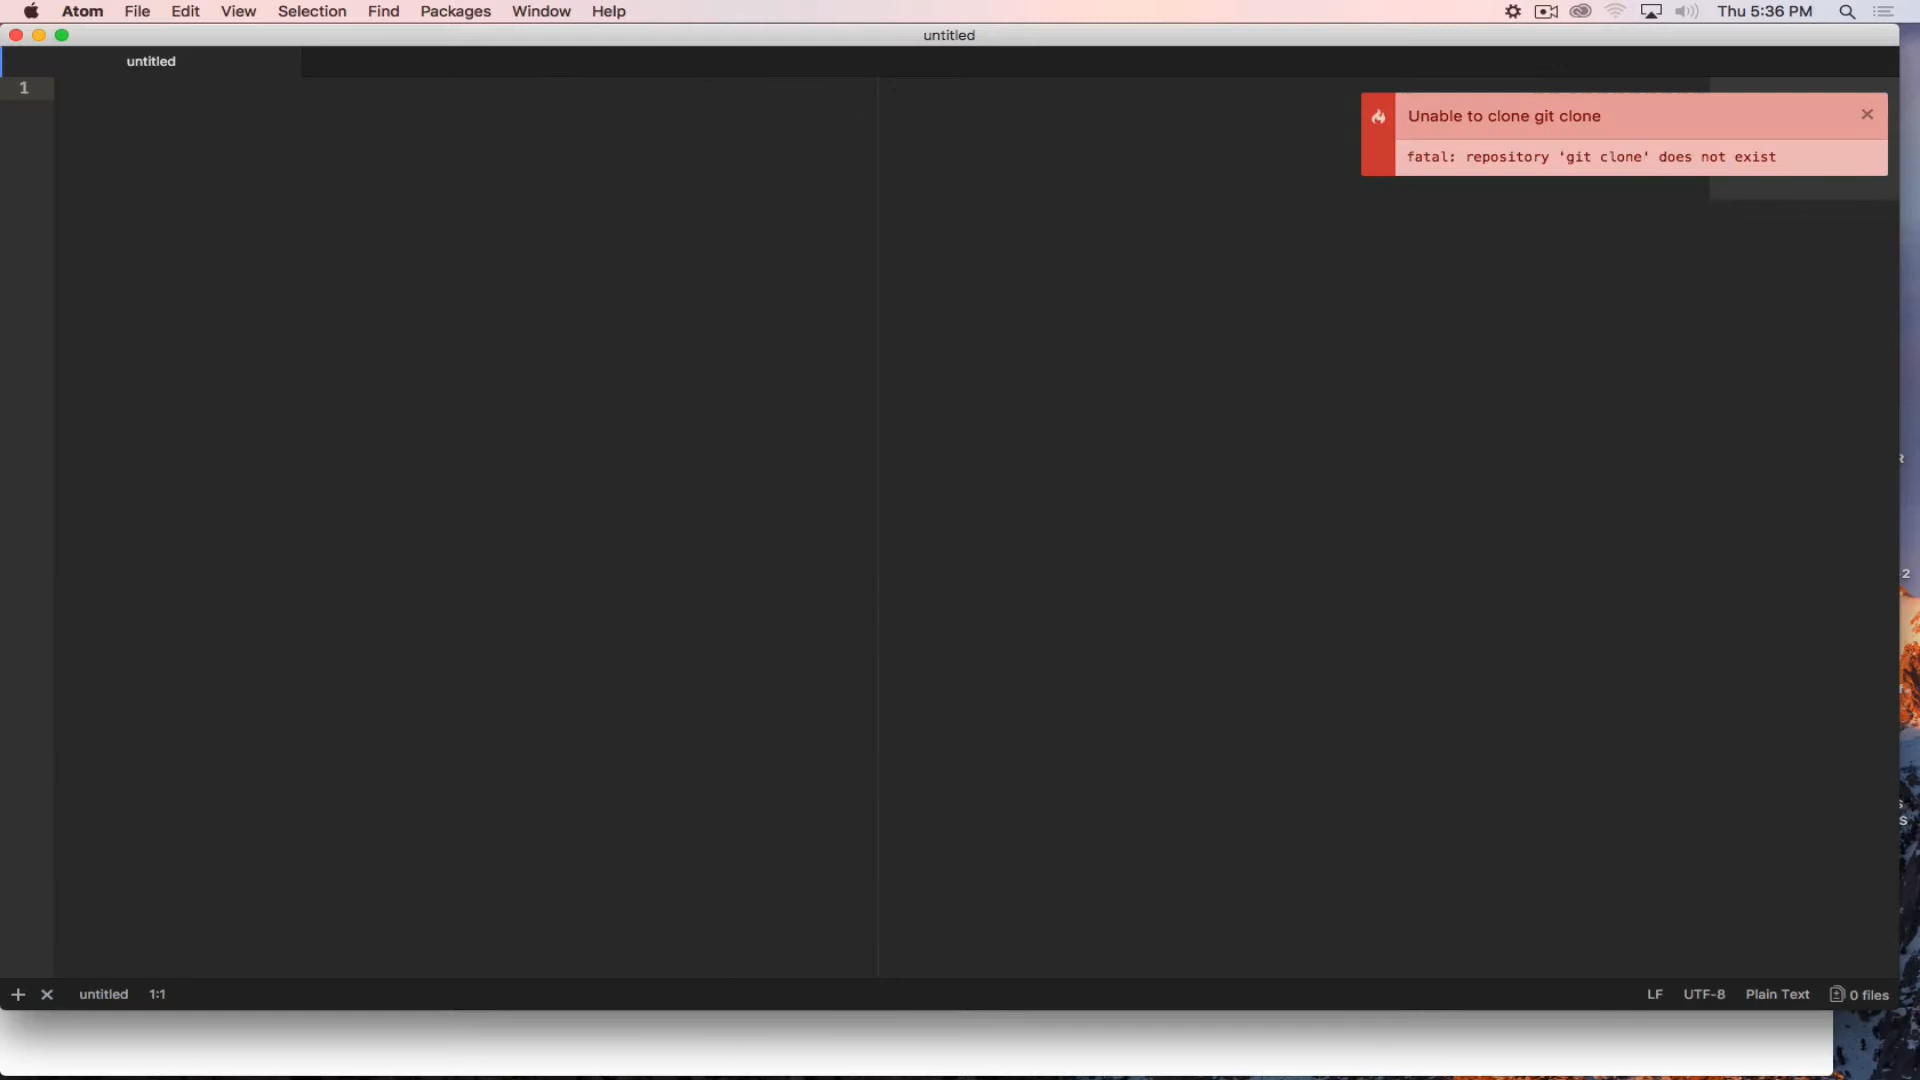 Atom File Edit View Selection Find Packages Window Help Thu 5:36 PM
untitled
untitled
1
Unable to clone git clone
fatal: repository 'git clone' does not exist
R
2
untitled 1:1 LF UTF-8 Plain Text 0 files